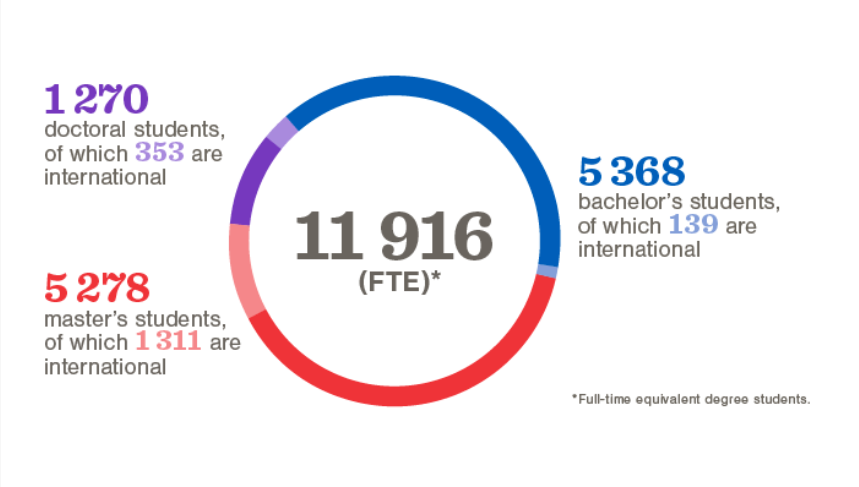 1 270
doctoral students,
of which 353 are
international
5 278
master's students,
of which 1 311 are
international
11 916
(FTE)*
5 368
bachelor's students,
of which 139 are
international
*Full-time equivalent degree students.